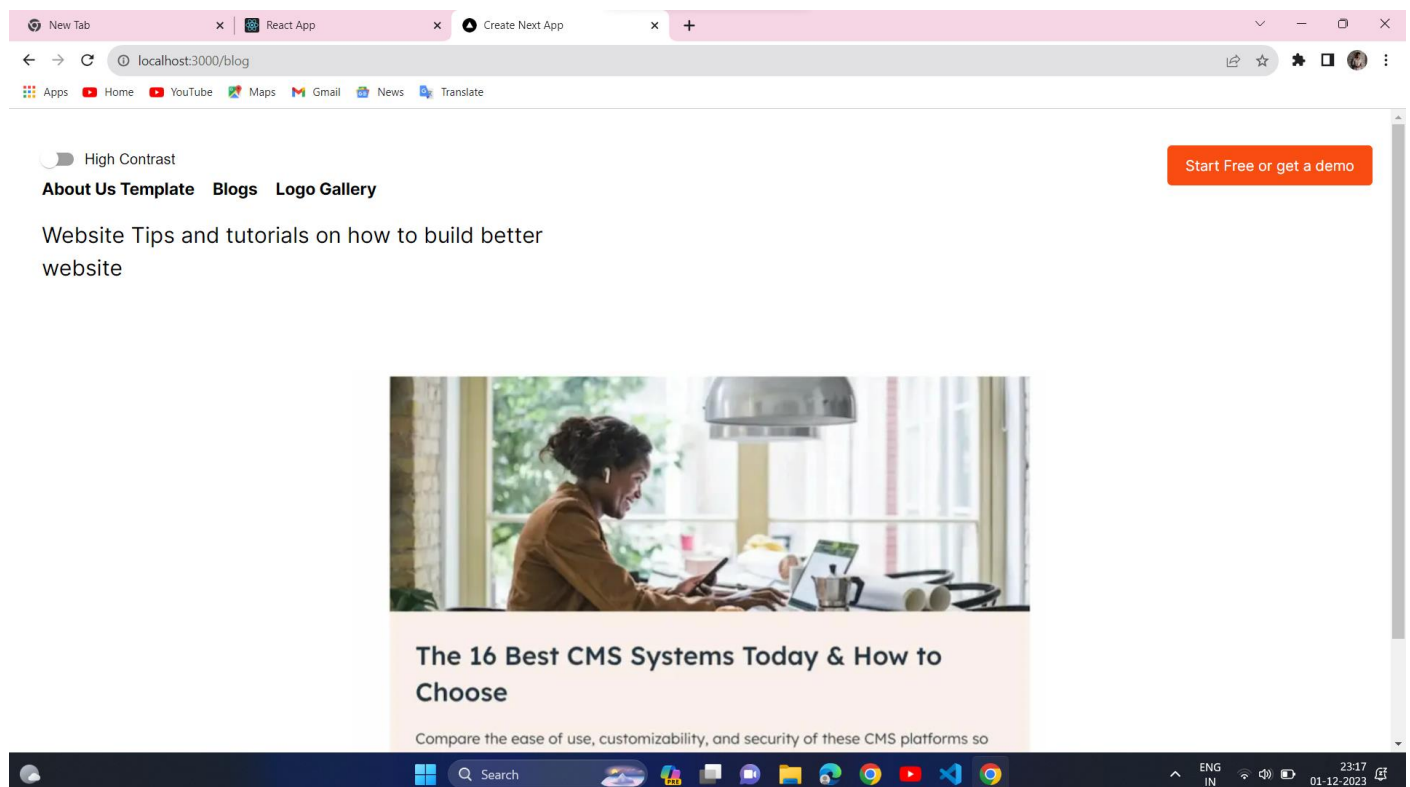 New Tab
React App
Create Next App
localhost:3000/blog
Apps Home YouTube Maps Gmail News Translate
High Contrast
Start Free or get a demo
About Us Template Blogs Logo Gallery
Website Tips and tutorials on how to build better
website
The 16 Best CMS Systems Today & How to
Choose
Compare the ease of use, customizability, and security of these CMS platforms so
Search
PRE
ENG
IN
23:17
01-12-2023